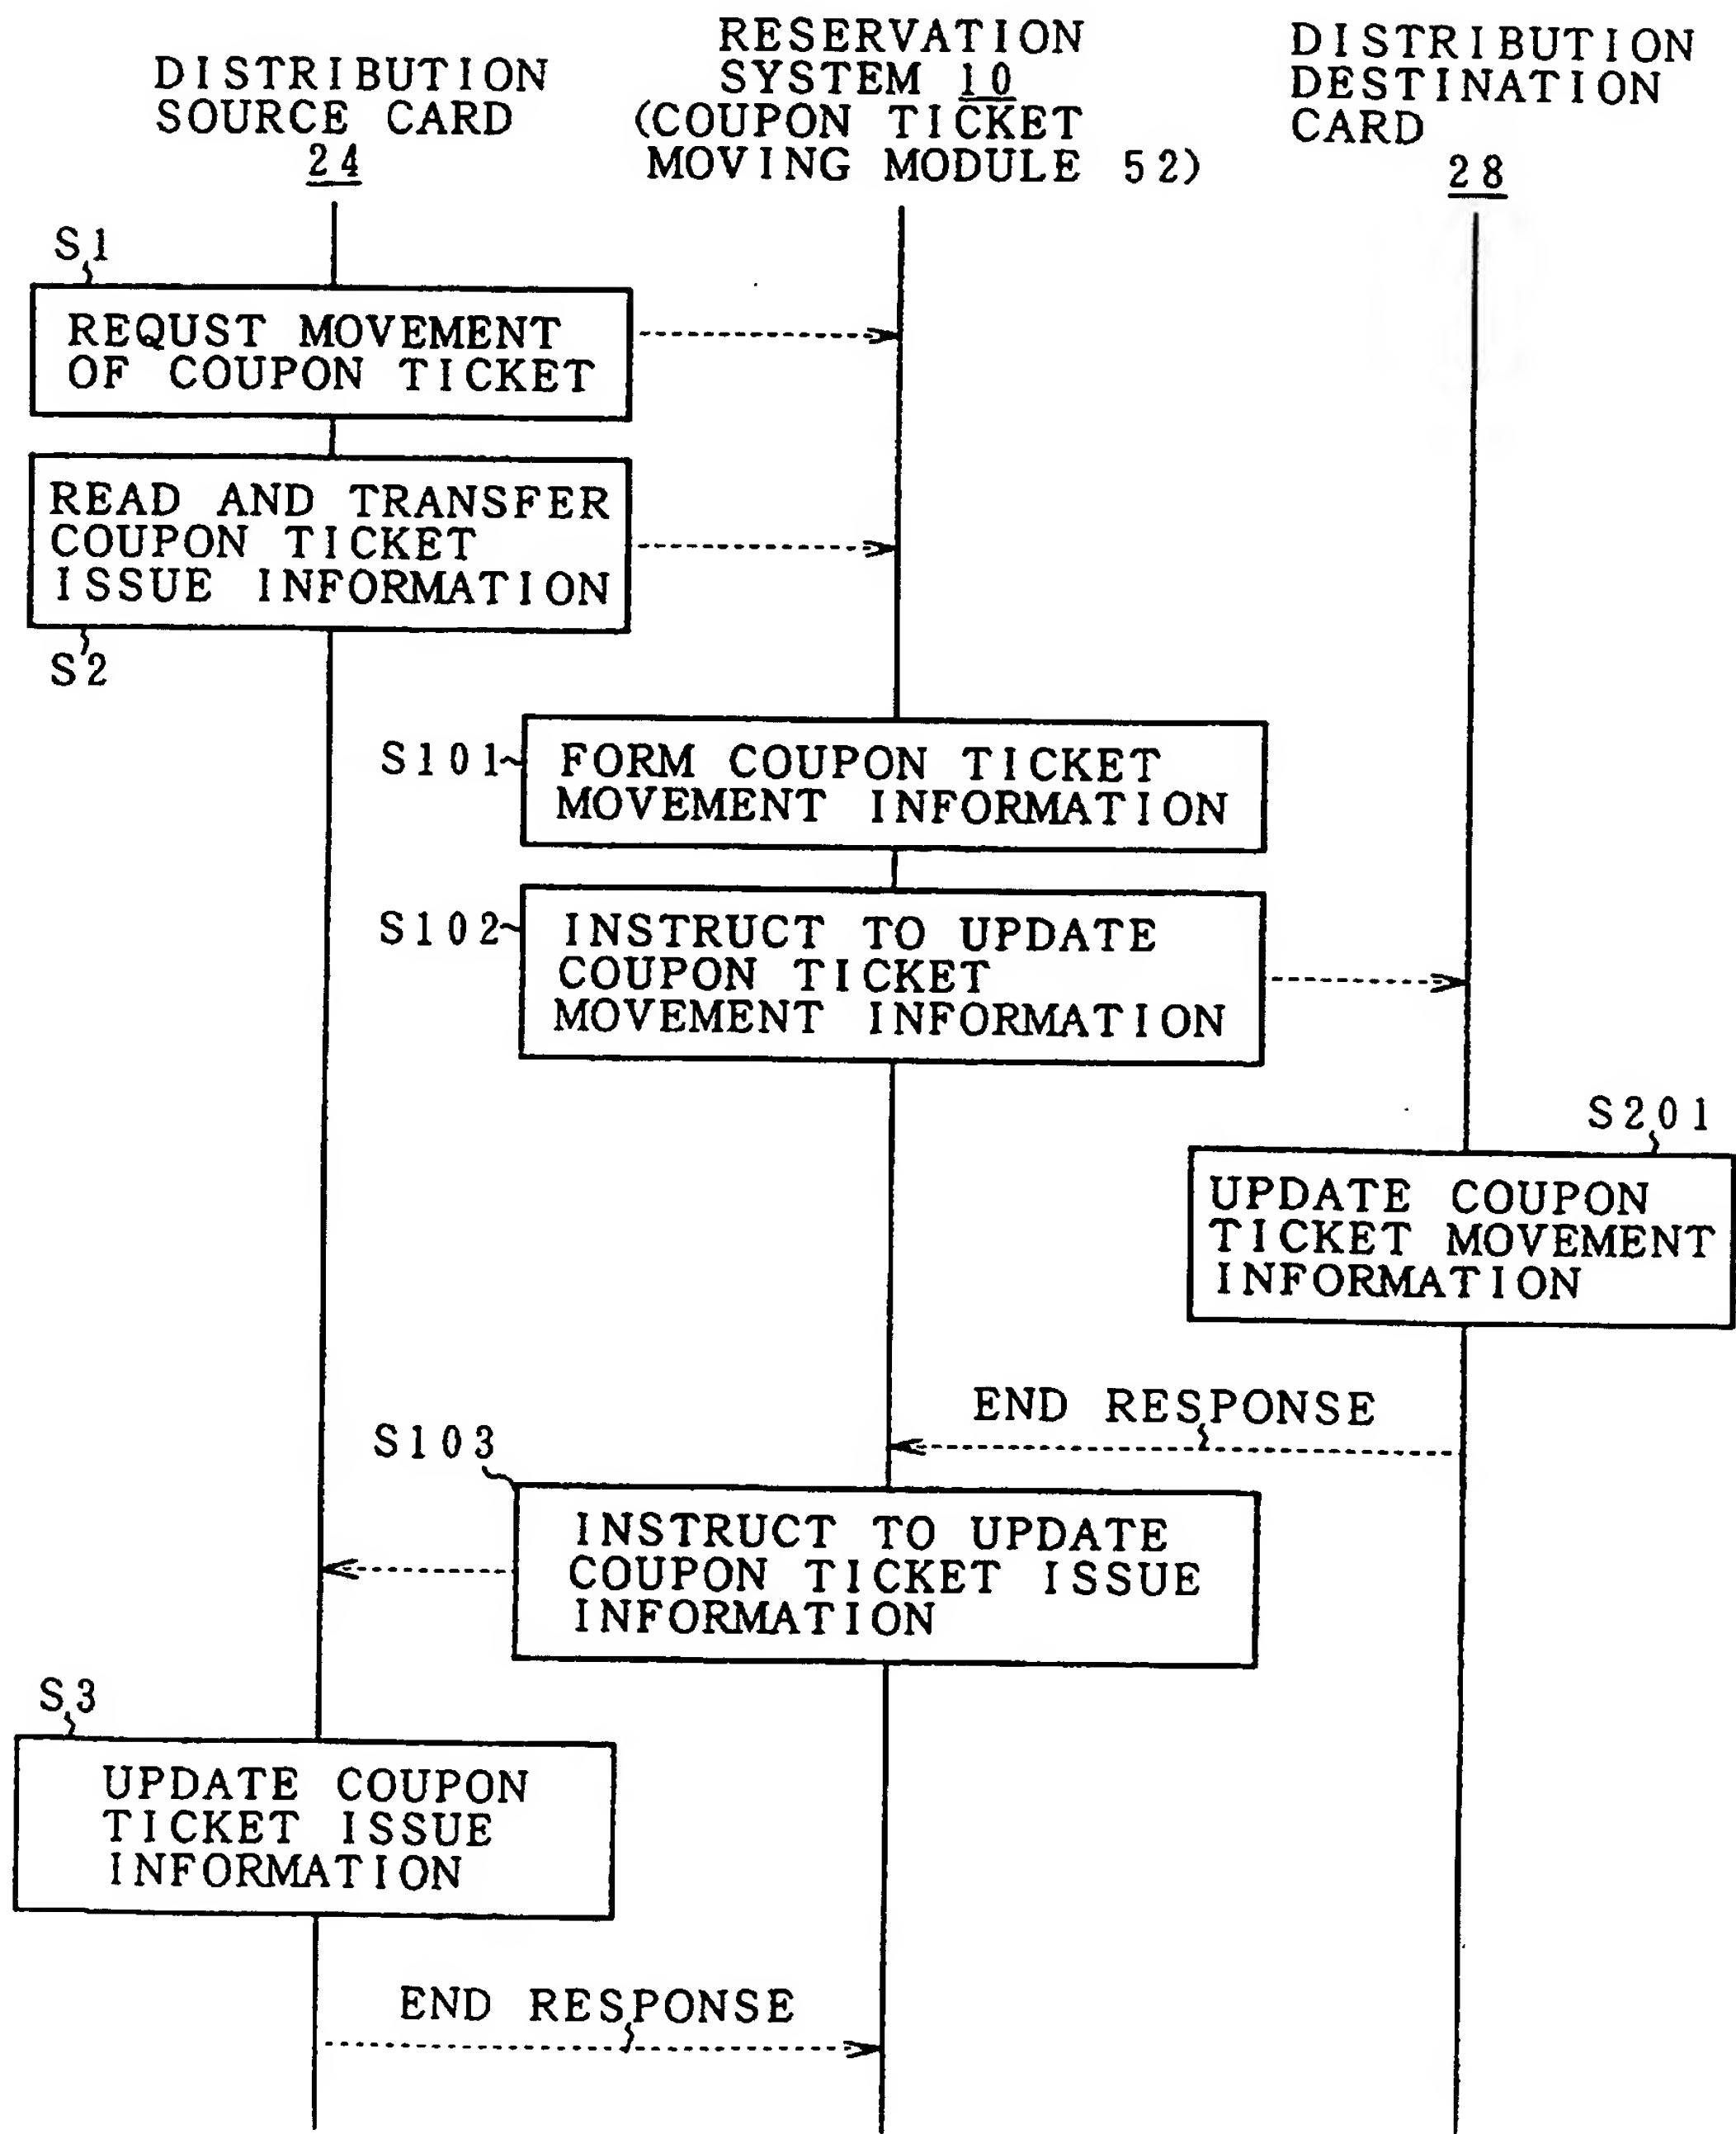 DISTRIBUTION
SOURCE CARD
24
RESERVATION
SYSTEM 10
(COUPON TICKET
MOVING MODULE 52)
DISTRIBUTION
DESTINATION
CARD
28
S1
REQUST MOVEMENT
OF COUPON TICKET
READ AND TRANSFER
COUPON TICKET
ISSUE INFORMATION
S2
S101
FORM COUPON TICKET
MOVEMENT INFORMATION
S102
INSTRUCT TO UPDATE
COUPON TICKET
MOVEMENT INFORMATION
S201
UPDATE COUPON
TICKET MOVEMENT
INFORMATION
END RESPONSE
S103
INSTRUCT TO UPDATE
COUPON TICKET ISSUE
INFORMATION
S3
UPDATE COUPON
TICKET ISSUE
INFORMATION
END RESPONSE